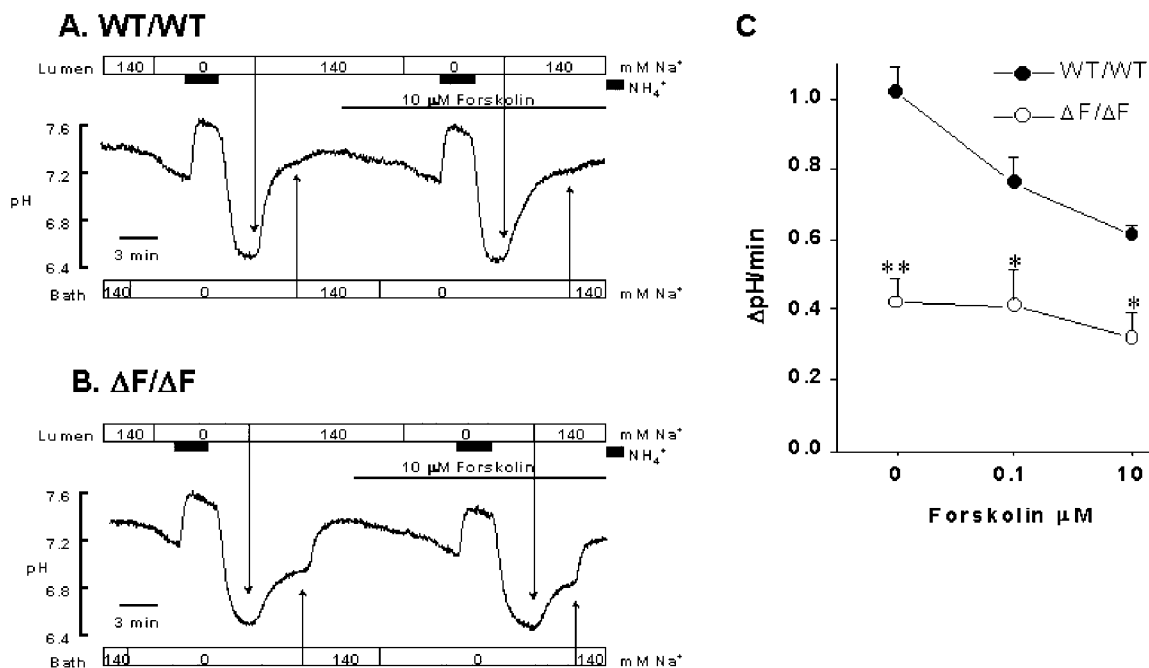 A. WT/WT
Lumen 140 0 140 140 mM Na⁺
NH₄⁺
10 μM Forskolin
7.6
7.2
pH
6.8
3 min
6.4
Bath 140 0 140 0 140 mM Na⁺
B. ΔF/ΔF
Lumen 140 0 140 0 140 mM Na⁺
NH₄⁺
10 μM Forskolin
7.6
7.2
pH
6.8
3 min
6.4
Bath 140 0 140 0 140 mM Na⁺
C
WT/WT
ΔF/ΔF
1.0
0.8
0.6
0.4
0.2
0.0
ΔpH/min
**
*
*
0 0.1 10
Forskolin μM